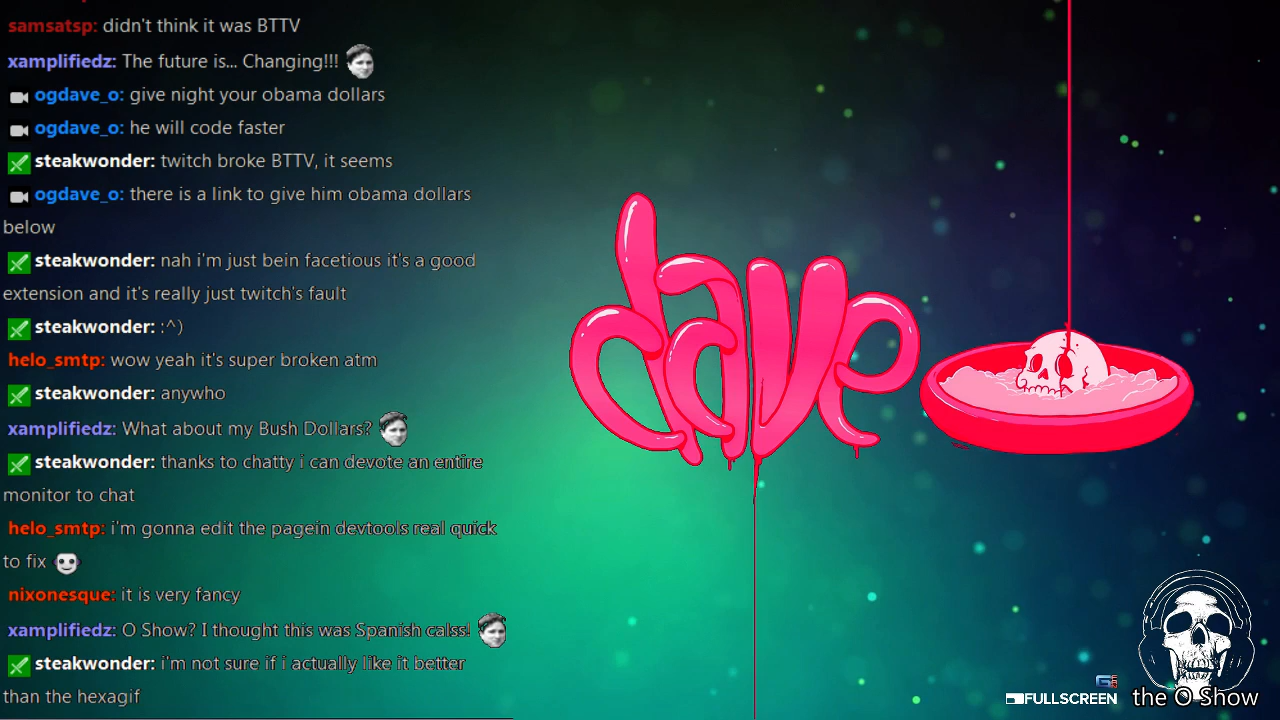 samsatsp: didn't think it was BTTV
xamplifiedz: The future is... Changing!!!
ogdave_o: give night your obama dollars
ogdave_o: he will code faster
steakwonder: twitch broke BTTV, it seems
ogdave_o: there is a link to give him obama dollars
below
steakwonder: nah i'm just bein facetious it's a good
extension and it's really just twitch's fault
steakwonder: :^)
helo_smtp: wow yeah it's super broken atm
steakwonder: anywho
xamplifiedz: What about my Bush Dollars?
steakwonder: thanks to chatty i can devote an entire
monitor to chat
helo_smtp: i'm gonna edit the pagein devtools real quick
to fix
nixonesque: it is very fancy
xamplifiedz: O Show? I thought this was Spanish calss!
steakwonder: i'm not sure if i actually like it better
than the hexagif
dave
FULLSCREEN
the O Show